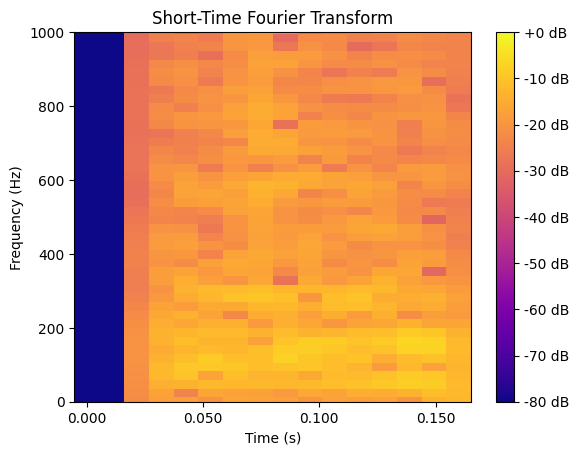 Short-Time Fourier Transform
Frequency (Hz)
1000
800
600
400
200
0
0.000
0.050
0.100
0.150
Time (s)
+0 dB
-10 dB
-20 dB
-30 dB
-40 dB
-50 dB
-60 dB
-70 dB
-80 dB